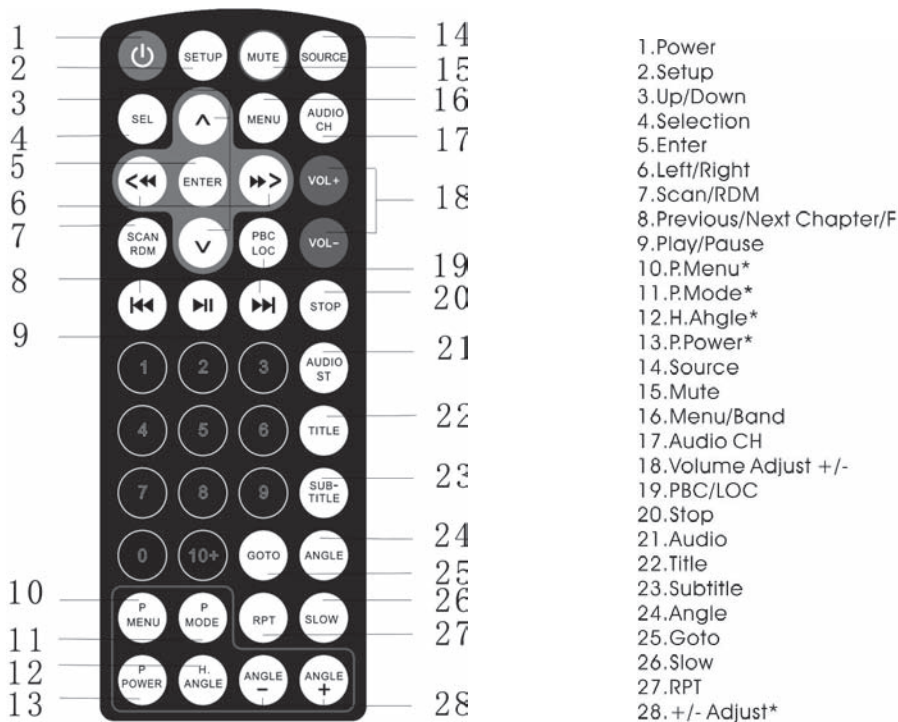 1
2
3
4
5
6
7
8
9
10
11
12
13
SETUP MUTE SOURCE
SEL MENU AUDIO CH
ENTER VOL+
SCAN RDM PBC LOC VOL-
STOP
1 2 3 AUDIO ST
4 5 6 TITLE
7 8 9 SUB-TITLE
0 10+ GOTO ANGLE
P MENU P MODE RPT SLOW
P POWER H. ANGLE ANGLE - ANGLE +
14
15
16
17
18
19
20
21
22
23
24
25
26
27
28
1.Power
2.Setup
3.Up/Down
4.Selection
5.Enter
6.Left/Right
7.Scan/RDM
8.Previous/Next Chapter/F
9.Play/Pause
10.P.Menu*
11.P.Mode*
12.H.Ahgle*
13.P.Power*
14.Source
15.Mute
16.Menu/Band
17.Audio CH
18.Volume Adjust +/-
19.PBC/LOC
20.Stop
21.Audio
22.Title
23.Subtitle
24.Angle
25.Goto
26.Slow
27.RPT
28.+/- Adjust*